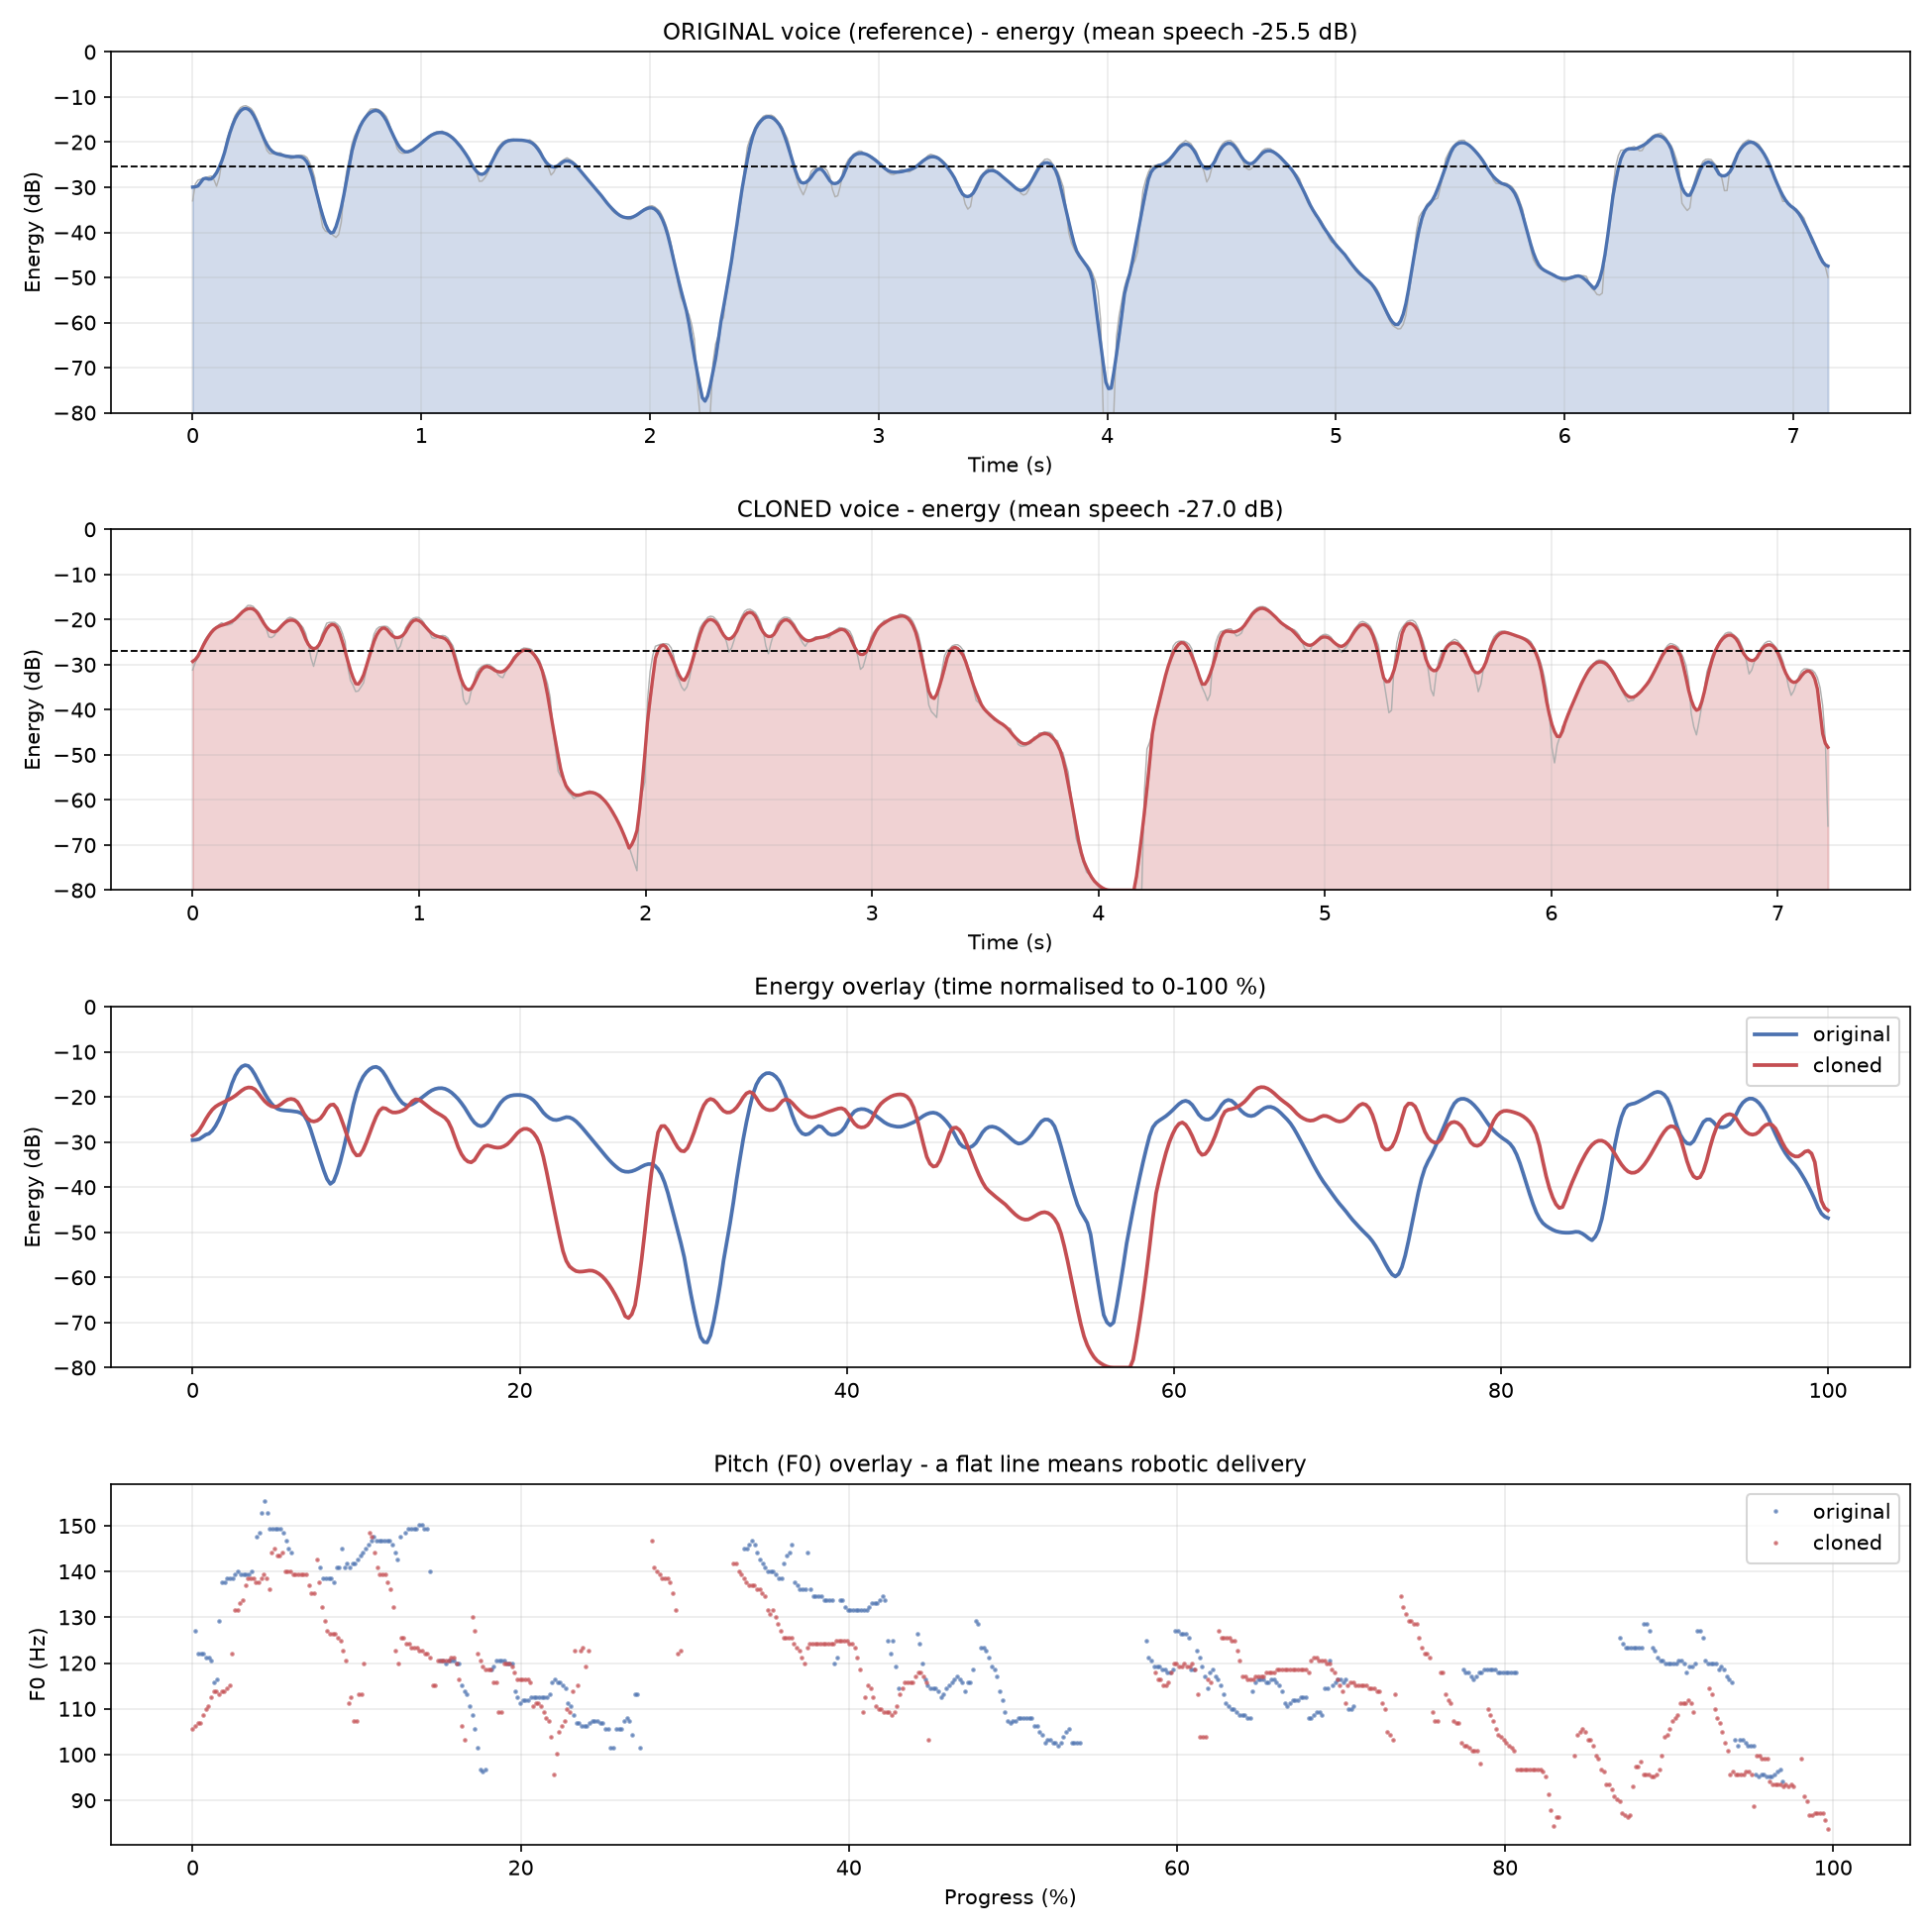 ORIGINAL voice (reference) - energy (mean speech -25.5 dB)
0
−10
−20
−30
−40
−50
−60
−70
−80
Energy (dB)
0 1 2 3 4 5 6 7
Time (s)
CLONED voice - energy (mean speech -27.0 dB)
0
−10
−20
−30
−40
−50
−60
−70
−80
Energy (dB)
0 1 2 3 4 5 6 7
Time (s)
Energy overlay (time normalised to 0-100 %)
0
−10
−20
−30
−40
−50
−60
−70
−80
Energy (dB)
original
cloned
0 20 40 60 80 100
Pitch (F0) overlay - a flat line means robotic delivery
150
140
130
120
110
100
90
F0 (Hz)
original
cloned
0 20 40 60 80 100
Progress (%)